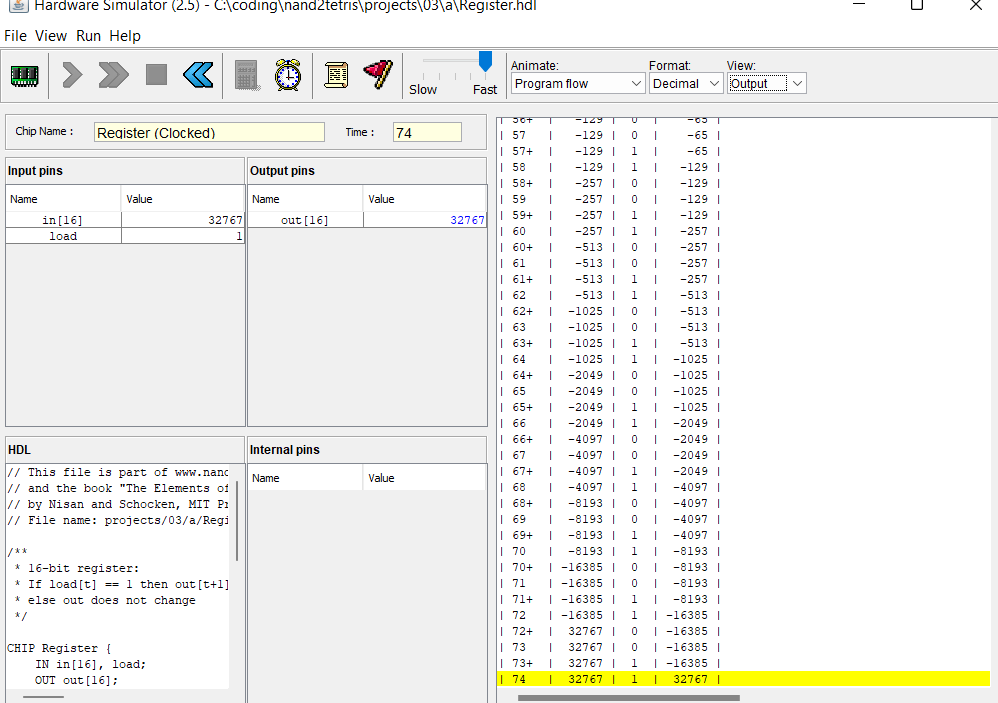 Hardware Simulator (2.5) - C:\coding\nand2tetris\projects\03\a\Register.hdl
File View Run Help
Slow Fast
Animate:
Program flow
Format:
Decimal
View:
Output
Chip Name :
Register (Clocked)
Time :
74
Input pins
Name Value
in[16] 32767
load 1
Output pins
Name Value
out[16] 32767
HDL
// This file is part of www.nand
// and the book "The Elements of
// by Nisan and Schocken, MIT Pr
// File name: projects/03/a/Regi
/**
* 16-bit register:
* If load[t] == 1 then out[t+1]
* else out does not change
*/
CHIP Register {
IN in[16], load;
OUT out[16];
Internal pins
Name Value
| 56+ | -129 | 0 | -65 |
| 57 | -129 | 0 | -65 |
| 57+ | -129 | 1 | -65 |
| 58 | -129 | 1 | -129 |
| 58+ | -257 | 0 | -129 |
| 59 | -257 | 0 | -129 |
| 59+ | -257 | 1 | -129 |
| 60 | -257 | 1 | -257 |
| 60+ | -513 | 0 | -257 |
| 61 | -513 | 0 | -257 |
| 61+ | -513 | 1 | -257 |
| 62 | -513 | 1 | -513 |
| 62+ | -1025 | 0 | -513 |
| 63 | -1025 | 0 | -513 |
| 63+ | -1025 | 1 | -513 |
| 64 | -1025 | 1 | -1025 |
| 64+ | -2049 | 0 | -1025 |
| 65 | -2049 | 0 | -1025 |
| 65+ | -2049 | 1 | -1025 |
| 66 | -2049 | 1 | -2049 |
| 66+ | -4097 | 0 | -2049 |
| 67 | -4097 | 0 | -2049 |
| 67+ | -4097 | 1 | -2049 |
| 68 | -4097 | 1 | -4097 |
| 68+ | -8193 | 0 | -4097 |
| 69 | -8193 | 0 | -4097 |
| 69+ | -8193 | 1 | -4097 |
| 70 | -8193 | 1 | -8193 |
| 70+ | -16385 | 0 | -8193 |
| 71 | -16385 | 0 | -8193 |
| 71+ | -16385 | 1 | -8193 |
| 72 | -16385 | 1 | -16385 |
| 72+ | 32767 | 0 | -16385 |
| 73 | 32767 | 0 | -16385 |
| 73+ | 32767 | 1 | -16385 |
| 74 | 32767 | 1 | 32767 |